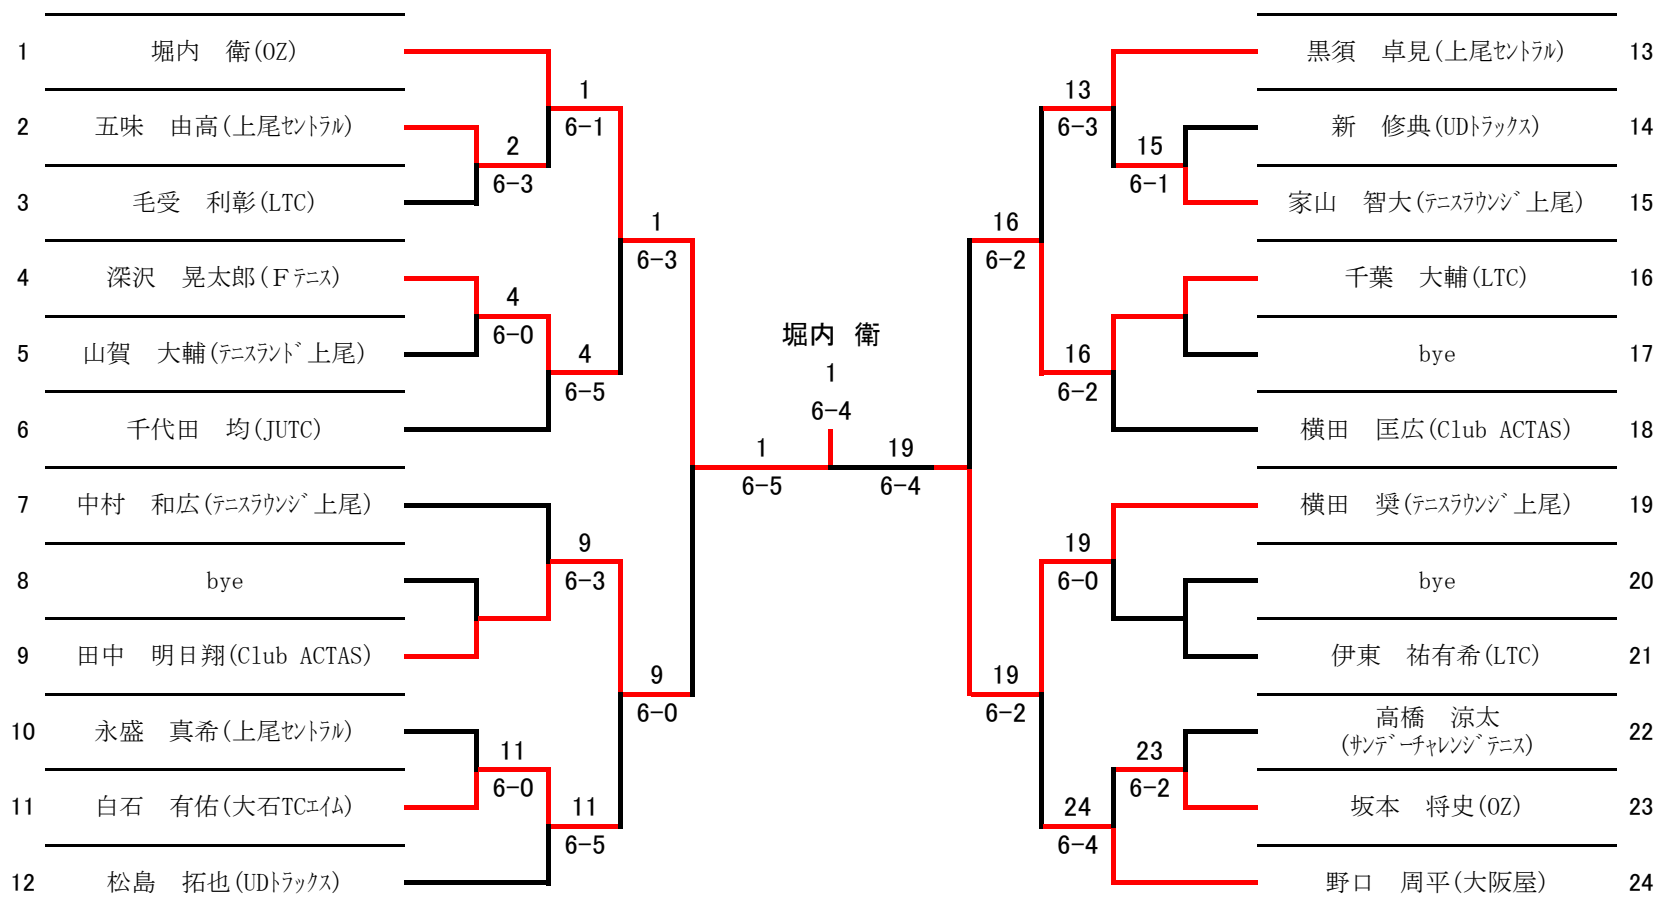 1 堀内　衛(OZ)
2 五味　由高(上尾ｾﾝﾄﾗﾙ)
3 毛受　利彰(LTC)
4 深沢　晃太郎(Ｆﾃﾆｽ)
5 山賀　大輔(ﾃﾆｽﾗﾝﾄﾞ上尾)
6 千代田　均(JUTC)
7 中村　和広(ﾃﾆｽﾗｳﾝｼﾞ上尾)
8 bye
9 田中　明日翔(Club ACTAS)
10 永盛　真希(上尾ｾﾝﾄﾗﾙ)
11 白石　有佑(大石TCｴｲﾑ)
12 松島　拓也(UDﾄﾗｯｸｽ)
2
6-3
4
6-0
11
6-0
1
6-1
4
6-5
9
6-3
11
6-5
1
6-3
9
6-0
1
6-5
堀内　衛
1
6-4
19
6-4
16
6-2
19
6-2
13
6-3
16
6-2
19
6-0
24
6-4
15
6-1
23
6-2
黒須　卓見(上尾ｾﾝﾄﾗﾙ) 13
新　修典(UDﾄﾗｯｸｽ) 14
家山　智大(ﾃﾆｽﾗｳﾝｼﾞ上尾) 15
千葉　大輔(LTC) 16
bye 17
横田　匡広(Club ACTAS) 18
横田　奨(ﾃﾆｽﾗｳﾝｼﾞ上尾) 19
bye 20
伊東　祐有希(LTC) 21
高橋　涼太
(ｻﾝﾃﾞｰﾁｬﾚﾝｼﾞﾃﾆｽ) 22
坂本　将史(OZ) 23
野口　周平(大阪屋) 24